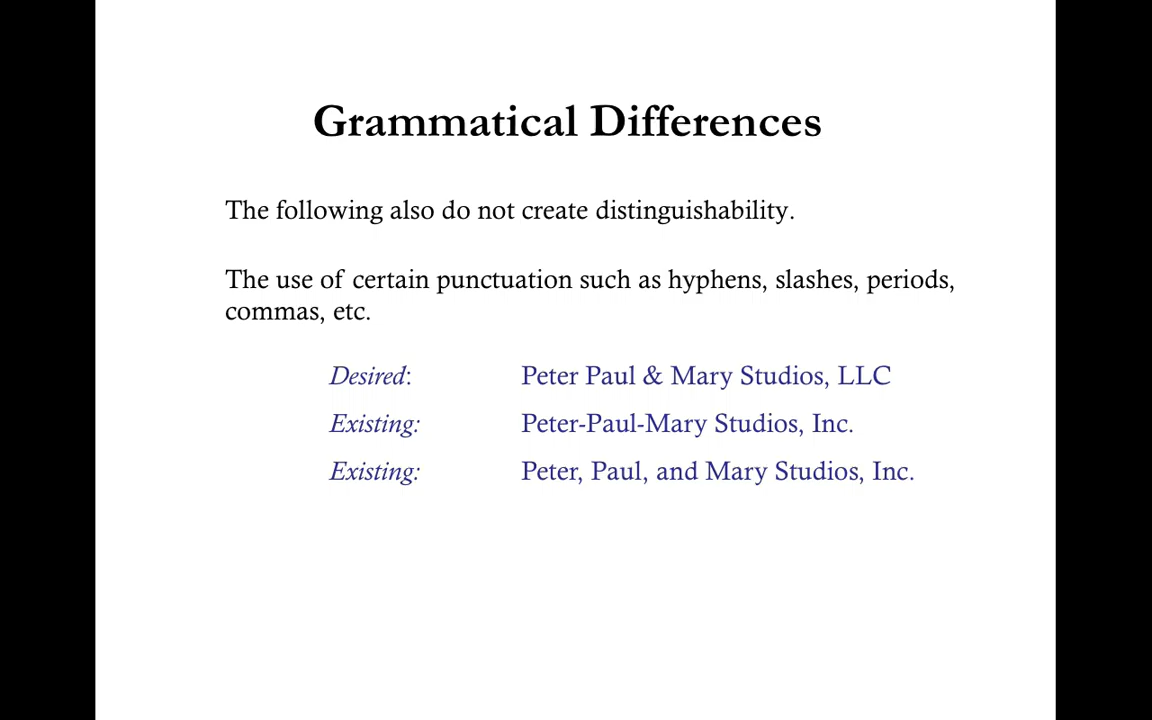 Grammatical Differences
The following also do not create distinguishability.
The use of certain punctuation such as hyphens, slashes, periods,
commas, etc.
Desired: Peter Paul & Mary Studios, LLC
Existing: Peter-Paul-Mary Studios, Inc.
Existing: Peter, Paul, and Mary Studios, Inc.